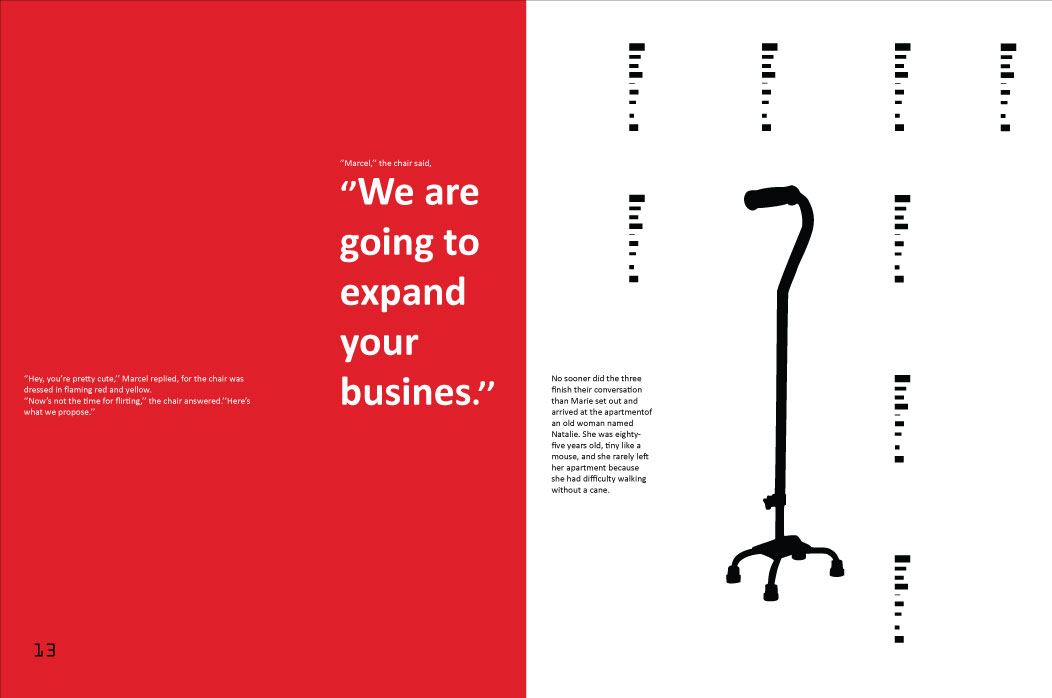 ‘‘Marcel,’’ the chair said,
‘‘We are
going to
expand
your
busines.’’
‘‘Hey, you’re pretty cute,’’ Marcel replied, for the chair was
dressed in flaming red and yellow.
‘‘Now’s not the time for flirting,’’ the chair answered.‘‘Here’s
what we propose.’’
13
No sooner did the three
finish their conversation
than Marie set out and
arrived at the apartmentof
an old woman named
Natalie. She was eighty-
five years old, tiny like a
mouse, and she rarely left
her apartment because
she had difficulty walking
without a cane.